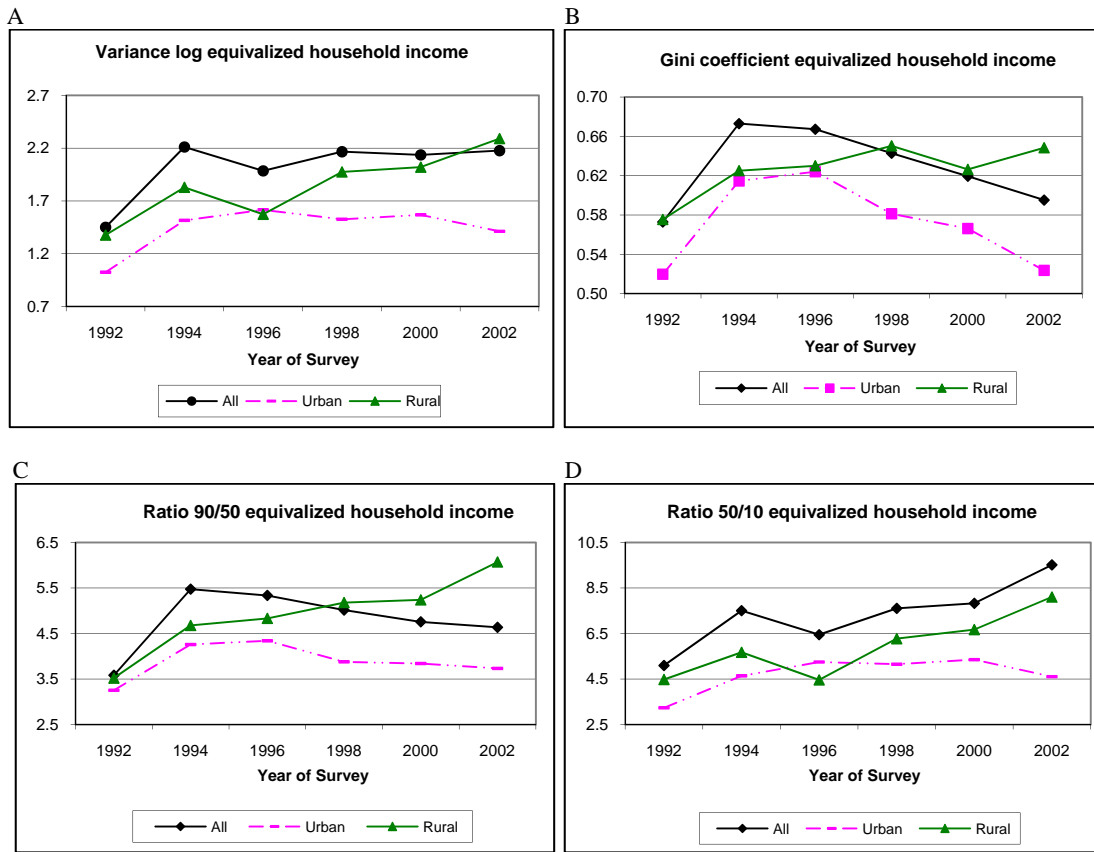 A
Variance log equivalized household income
2.7
2.2
1.7
1.2
0.7
1992 1994 1996 1998 2000 2002
Year of Survey
All Urban Rural
B
Gini coefficient equivalized household income
0.70
0.66
0.62
0.58
0.54
0.50
1992 1994 1996 1998 2000 2002
Year of Survey
All Urban Rural
C
Ratio 90/50 equivalized household income
6.5
5.5
4.5
3.5
2.5
1992 1994 1996 1998 2000 2002
Year of Survey
All Urban Rural
D
Ratio 50/10 equivalized household income
10.5
8.5
6.5
4.5
2.5
1992 1994 1996 1998 2000 2002
Year of Survey
All Urban Rural